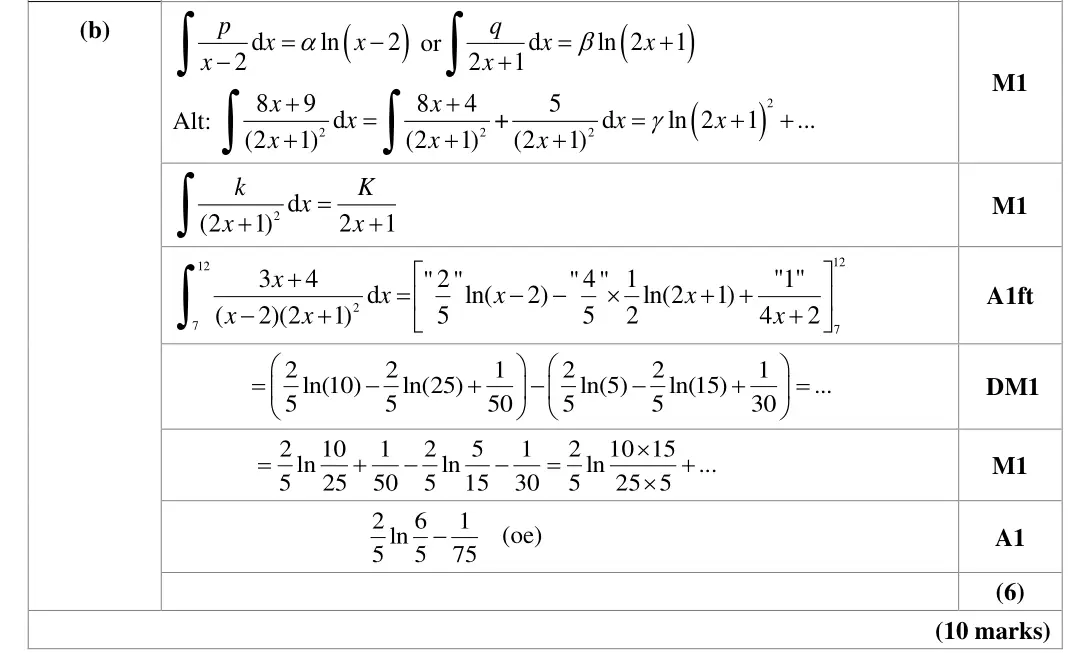 (b) ∫ p/(x − 2) dx = α ln(x − 2) or ∫ q/(2x + 1) dx = β ln(2x + 1)
Alt: ∫ (8x + 9)/(2x + 1)² dx = ∫ (8x + 4)/(2x + 1)² + 5/(2x + 1)² dx = γ ln(2x + 1)² + ...
M1
∫ k/(2x + 1)² dx = K/(2x + 1) M1
∫₇¹² (3x + 4)/((x − 2)(2x + 1)²) dx = ["2"/5 ln(x − 2) − "4"/5 × 1/2 ln(2x + 1) + "1"/(4x + 2)]₇¹² A1ft
= (2/5 ln(10) − 2/5 ln(25) + 1/50) − (2/5 ln(5) − 2/5 ln(15) + 1/30) = ... DM1
= 2/5 ln 10/25 + 1/50 − 2/5 ln 5/15 − 1/30 = 2/5 ln (10×15)/(25×5) + ... M1
2/5 ln 6/5 − 1/75 (oe) A1
(6)
(10 marks)